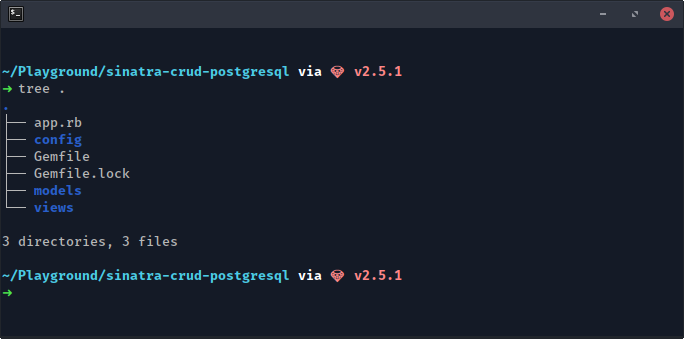 ~/Playground/sinatra-crud-postgresql via v2.5.1
➜ tree .
.
├── app.rb
├── config
├── Gemfile
├── Gemfile.lock
├── models
└── views
3 directories, 3 files
~/Playground/sinatra-crud-postgresql via v2.5.1
➜